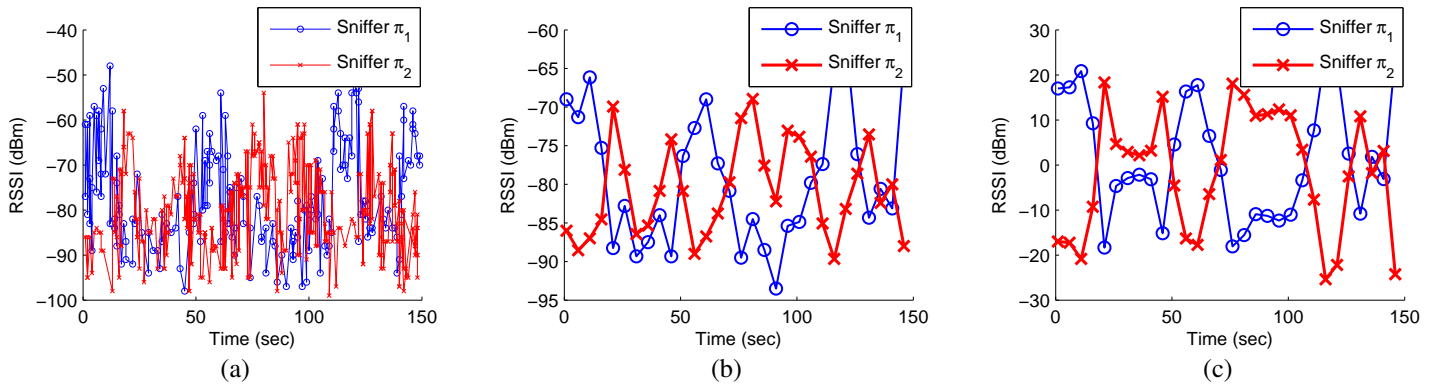 −40
−50
−60
−70
−80
−90
−100
RSSI (dBm)
0 50 100 150
Time (sec)
Sniffer π1
Sniffer π2
(a)
−60
−65
−70
−75
−80
−85
−90
−95
RSSI (dBm)
0 50 100 150
Time (sec)
Sniffer π1
Sniffer π2
(b)
30
20
10
0
−10
−20
−30
RSSI (dBm)
0 50 100 150
Time (sec)
Sniffer π1
Sniffer π2
(c)